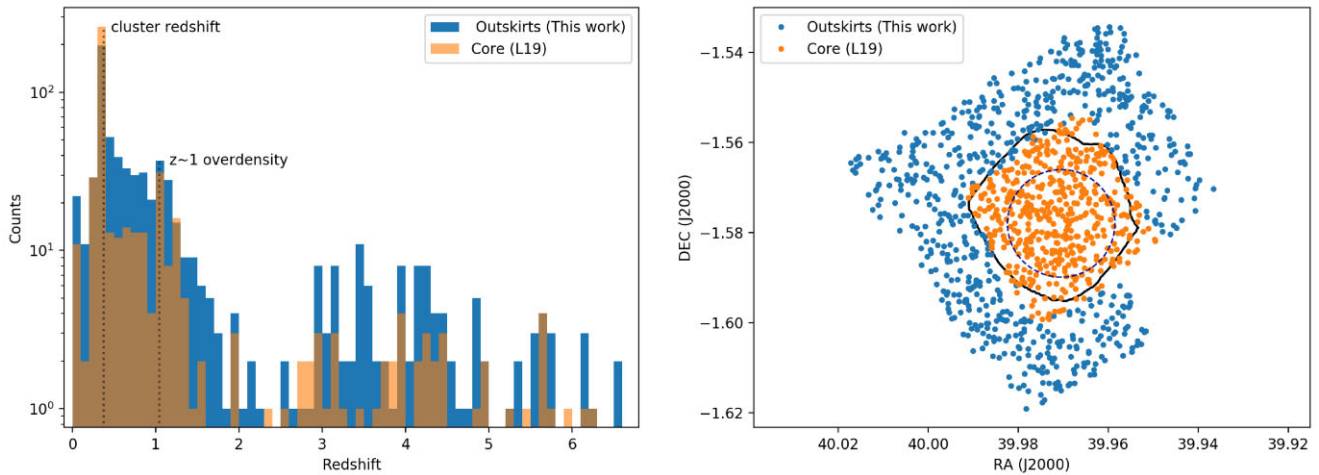 Outskirts (This work)
Core (L19)
cluster redshift
z~1 overdensity
10²
10¹
10⁰
Counts
0 1 2 3 4 5 6
Redshift
Outskirts (This work)
Core (L19)
−1.54
−1.56
−1.58
−1.60
−1.62
DEC (J2000)
40.02 40.00 39.98 39.96 39.94 39.92
RA (J2000)